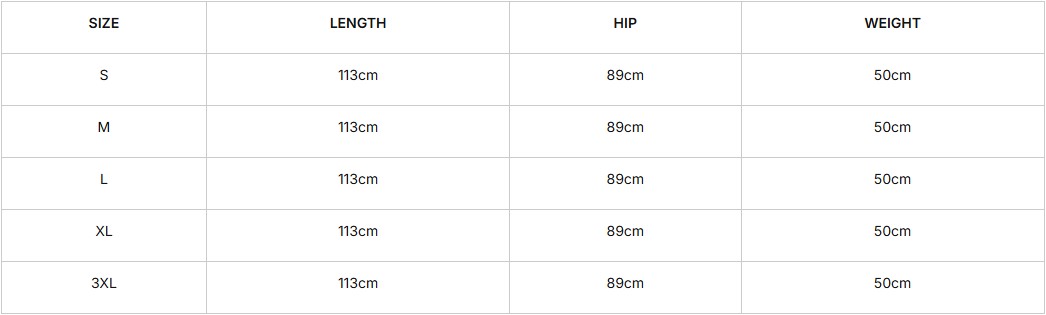 SIZE LENGTH HIP WEIGHT
S 113cm 89cm 50cm
M 113cm 89cm 50cm
L 113cm 89cm 50cm
XL 113cm 89cm 50cm
3XL 113cm 89cm 50cm